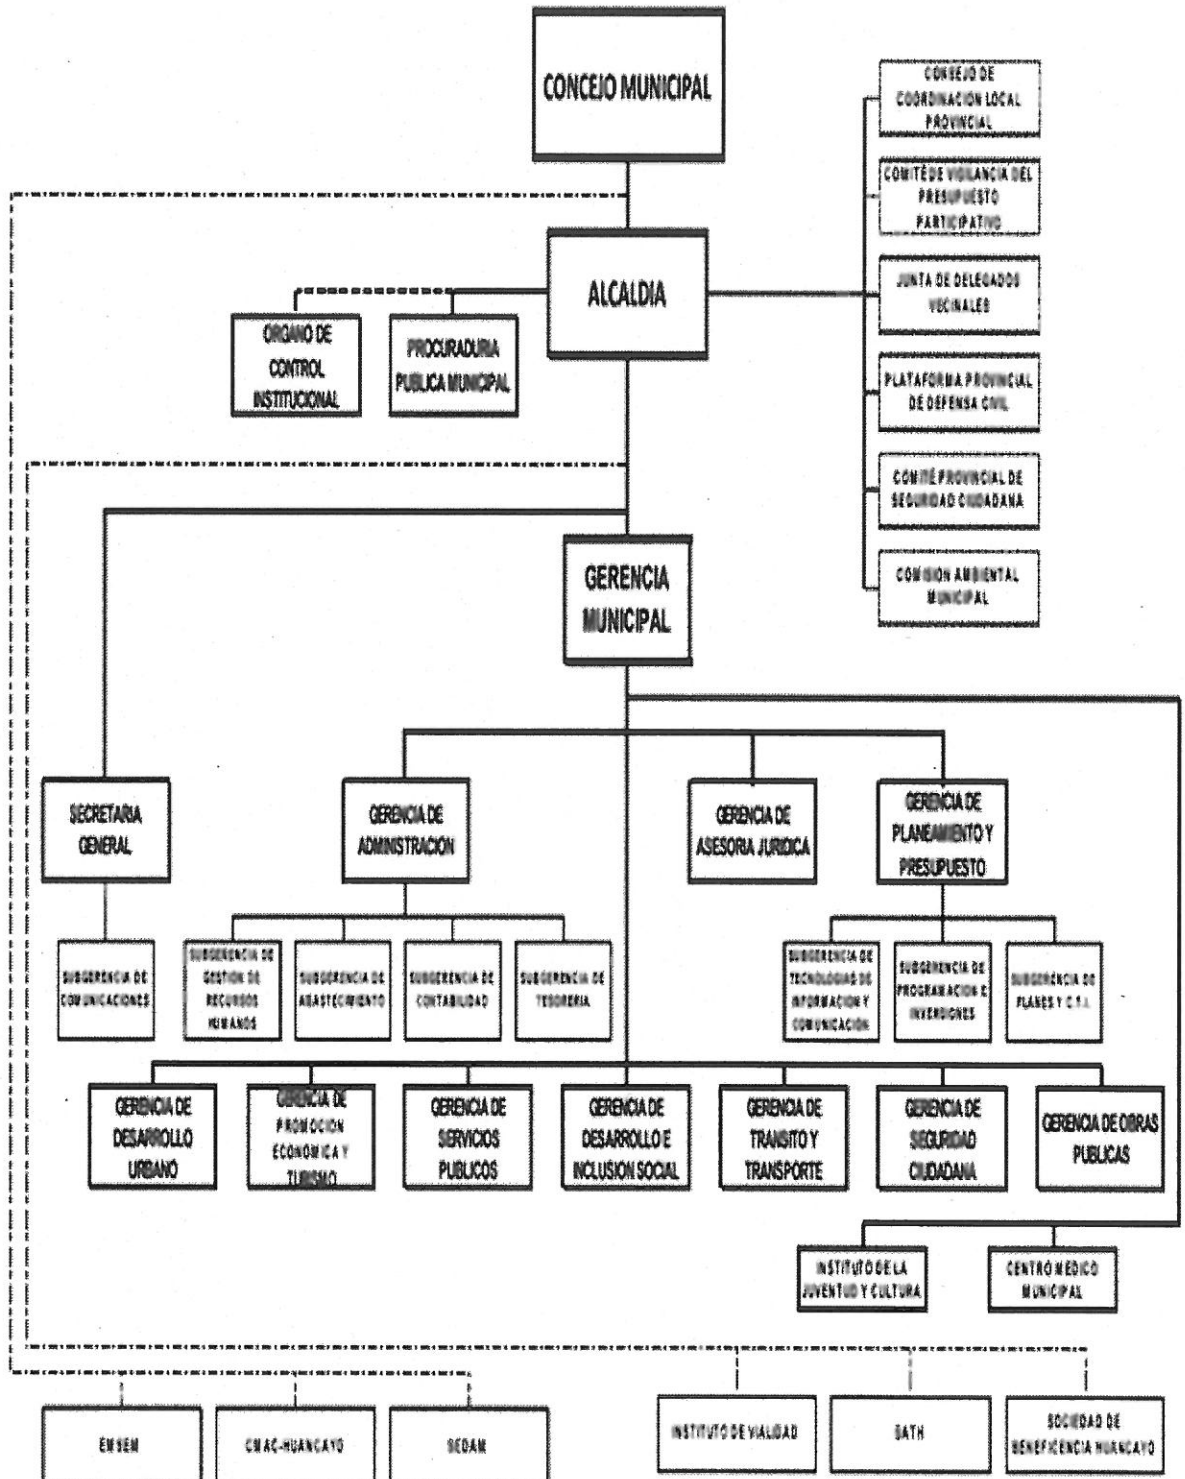 CONCEJO MUNICIPAL
CONSEJO DE
COORDINACION LOCAL
PROVINCIAL
COMITÉ DE VIGILANCIA DEL
PRESUPUESTO
PARTICIPATIVO
ALCALDIA
JUNTA DE DELEGADOS
VECINALES
ORGANO DE
CONTROL
INSTITUCIONAL
PROCURADURIA
PUBLICA MUNICIPAL
PLATAFORMA PROVINCIAL
DE DEFENSA CIVIL
COMITÉ PROVINCIAL DE
SEGURIDAD CIUDADANA
GERENCIA
MUNICIPAL
COMISION AMBIENTAL
MUNICIPAL
SECRETARIA
GENERAL
GERENCIA DE
ADMINISTRACION
GERENCIA DE
ASESORIA JURIDICA
GERENCIA DE
PLANEAMIENTO Y
PRESUPUESTO
SUBGERENCIA DE
COMUNICACIONES
SUBGERENCIA DE
GESTIÓN DE
RECURSOS
HUMANOS
SUBGERENCIA DE
ABASTECIMIENTO
SUBGERENCIA DE
CONTABILIDAD
SUBGERENCIA DE
TESORERIA
SUBGERENCIA DE
TECNOLOGIAS DE
INFORMACION Y
COMUNICACIÓN
SUBGERENCIA DE
PROGRAMACION E
INVERSIONES
SUBGERENCIA DE
PLANES Y C.T.I.
GERENCIA DE
DESARROLLO
URBANO
GERENCIA DE
PROMOCION
ECONOMICA Y
TURISMO
GERENCIA DE
SERVICIOS
PUBLICOS
GERENCIA DE
DESARROLLO E
INCLUSION SOCIAL
GERENCIA DE
TRANSITO Y
TRANSPORTE
GERENCIA DE
SEGURIDAD
CIUDADANA
GERENCIA DE OBRAS
PUBLICAS
INSTITUTO DE LA
JUVENTUD Y CULTURA
CENTRO MEDICO
MUNICIPAL
EMSEM
CMAC-HUANCAYO
SEDAM
INSTITUTO DE VIALIDAD
SATH
SOCIEDAD DE
BENEFICENCIA HUANCAYO